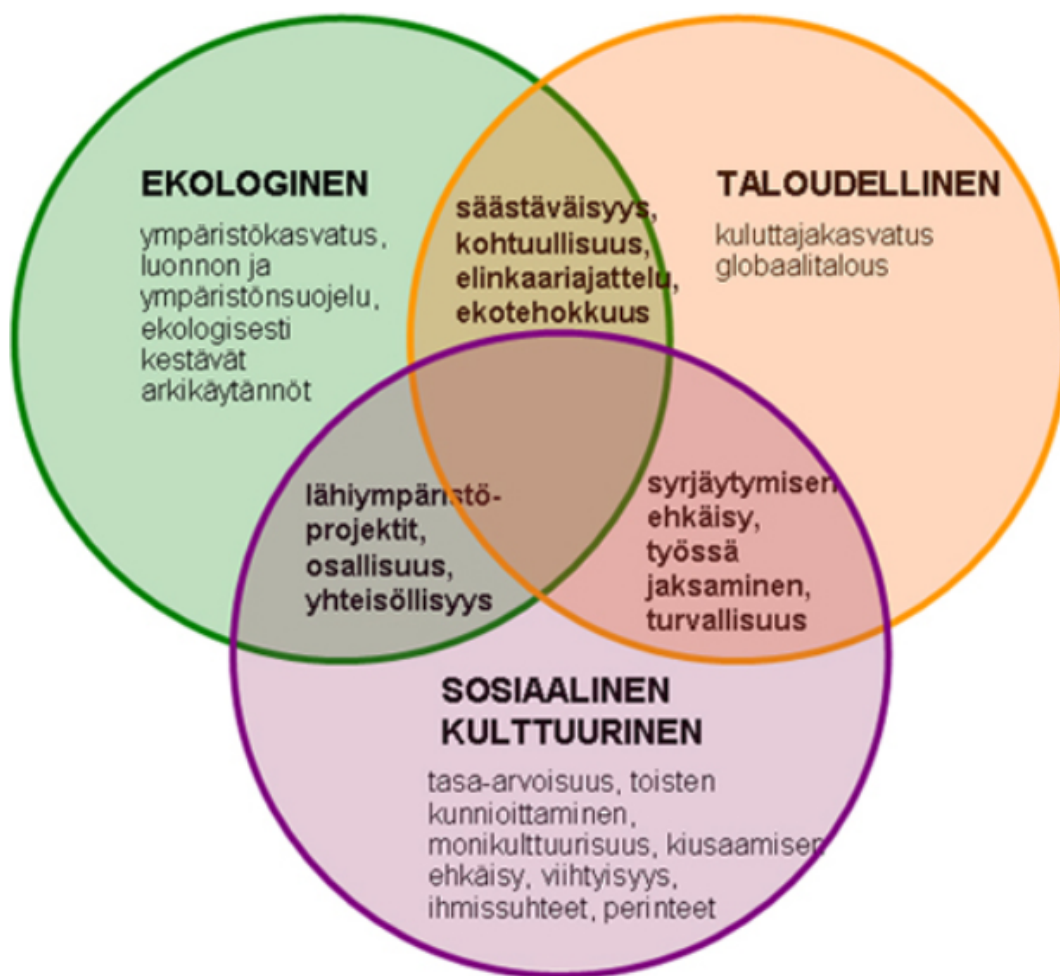 EKOLOGINEN
ympäristökasvatus,
luonnon ja
ympäristönsuojelu,
ekologisesti
kestävät
arkikäytännöt
säästäväisyys,
kohtuullisuus,
elinkaariajattelu,
ekotehokkuus
TALOUDELLINEN
kuluttajakasvatus
globaalitalous
lähiympäristö-
projektit,
osallisuus,
yhteisöllisyys
syrjäytymisen
ehkäisy,
työssä
jaksaminen,
turvallisuus
SOSIAALINEN
KULTTUURINEN
tasa-arvoisuus, toisten
kunnioittaminen,
monikulttuurisuus, kiusaamisen
ehkäisy, viihtyisyys,
ihmissuhteet, perinteet